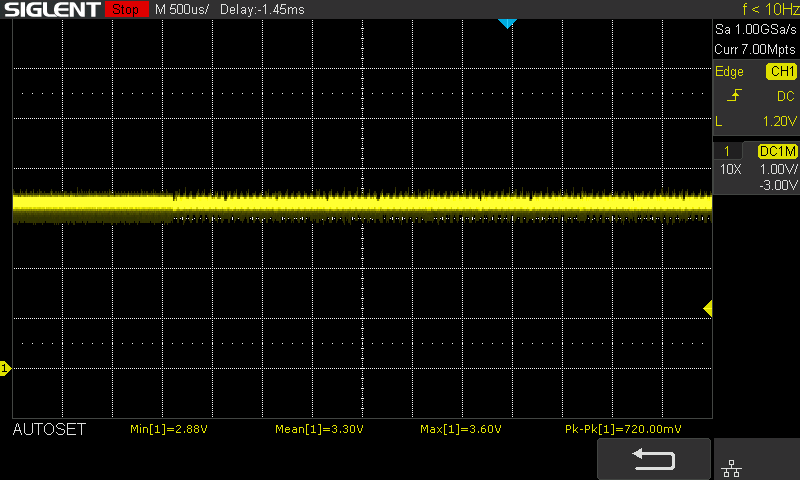 SIGLENT Stop M 500us/ Delay:-1.45ms f < 10Hz
Sa 1.00GSa/s
Curr 7.00Mpts
Edge CH1
DC
L 1.20V
1 DC1M
10X 1.00V/
-3.00V
1
AUTOSET Min[1]=2.88V Mean[1]=3.30V Max[1]=3.60V Pk-Pk[1]=720.00mV